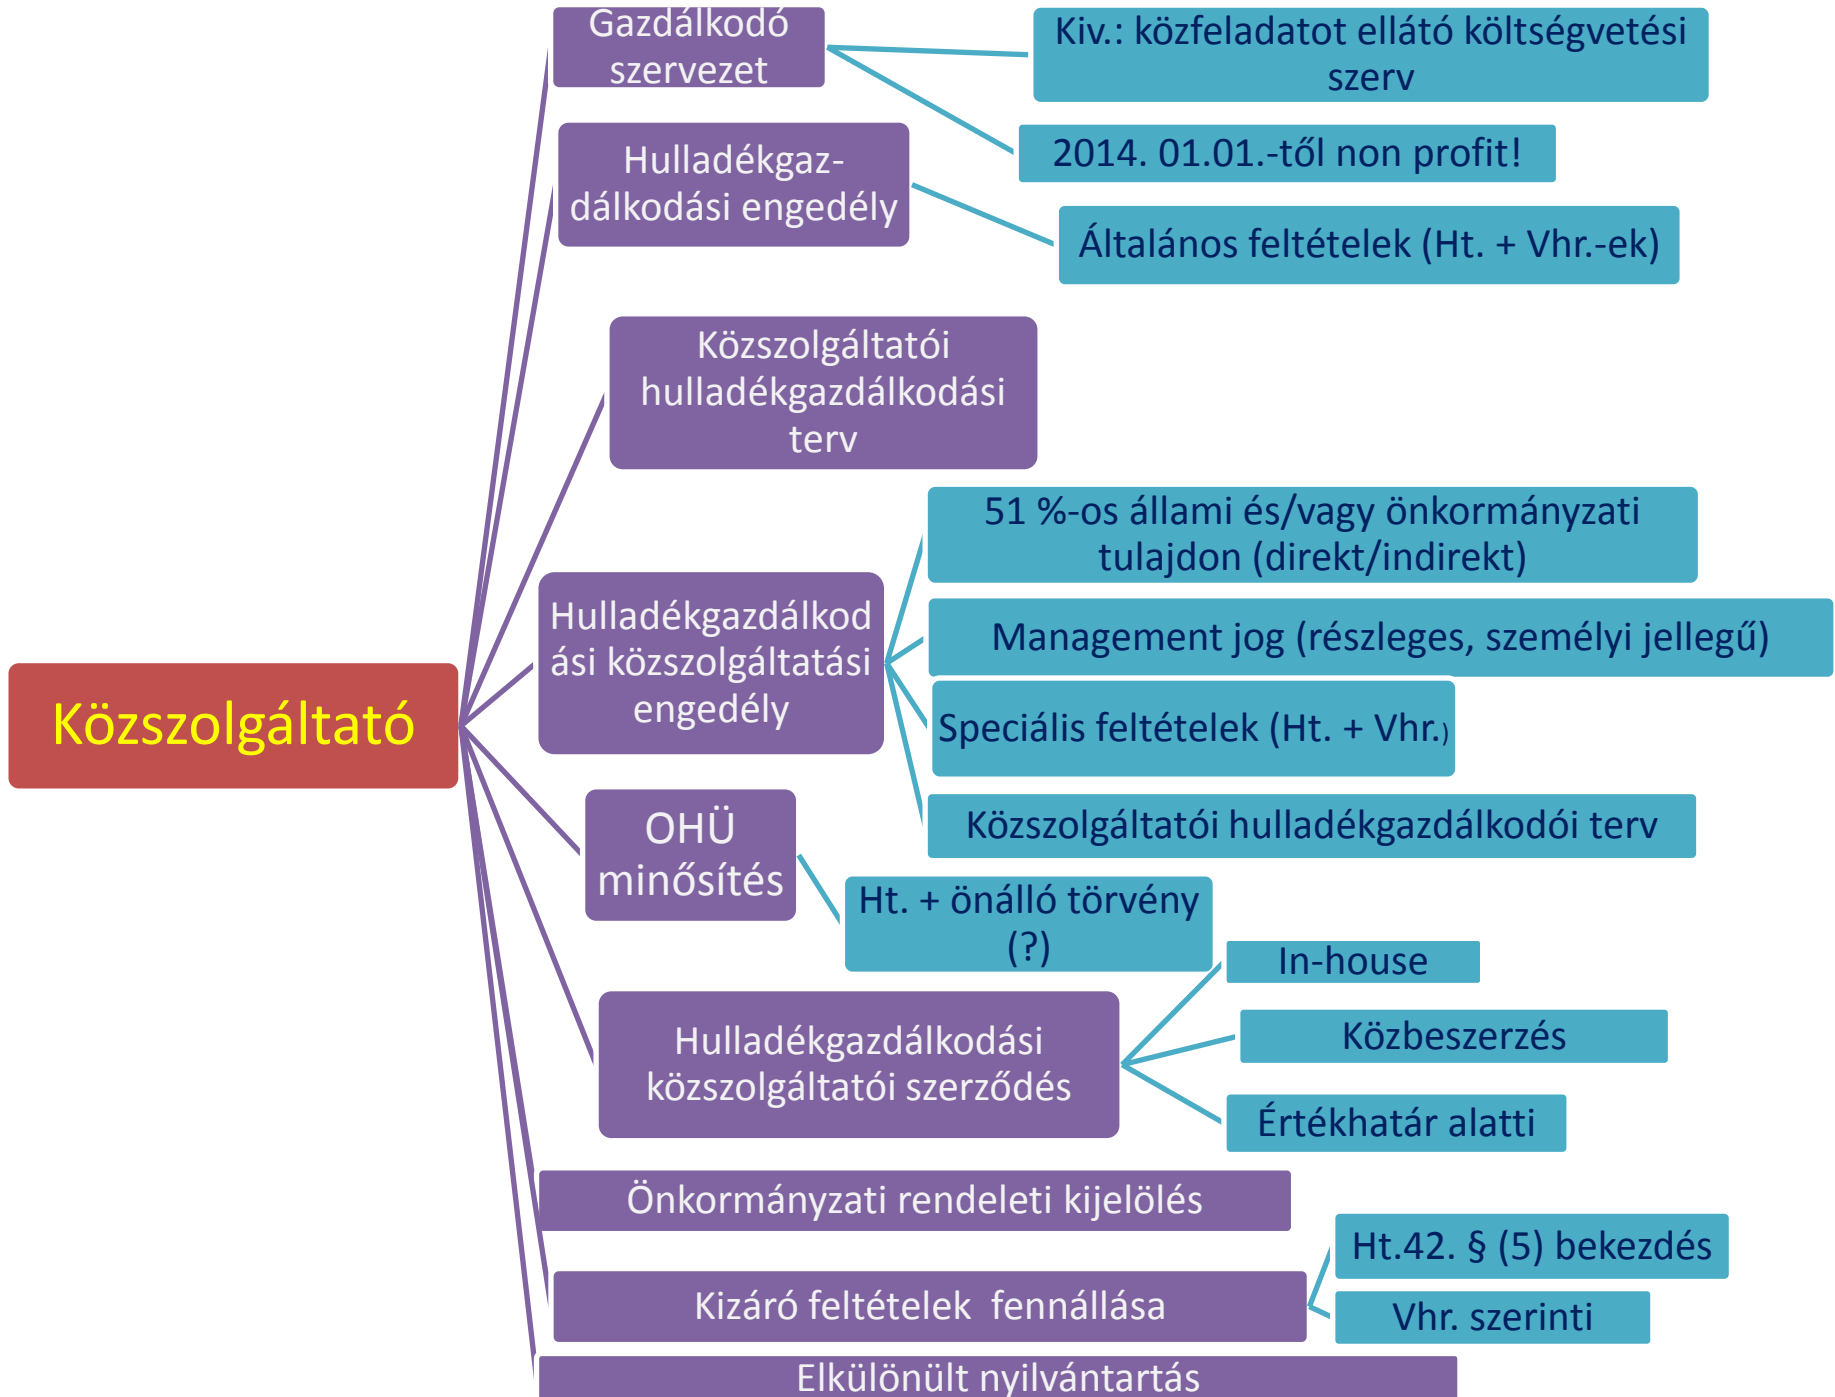 Közszolgáltató
Gazdálkodó
szervezet
Kiv.: közfeladatot ellátó költségvetési
szerv
2014. 01.01.-től non profit!
Hulladékgaz-
dálkodási engedély
Általános feltételek (Ht. + Vhr.-ek)
Közszolgáltatói
hulladékgazdálkodási
terv
Hulladékgazdálkod
ási közszolgáltatási
engedély
51 %-os állami és/vagy önkormányzati
tulajdon (direkt/indirekt)
Management jog (részleges, személyi jellegű)
Speciális feltételek (Ht. + Vhr.)
Közszolgáltatói hulladékgazdálkodói terv
OHÜ
minősítés
Ht. + önálló törvény
(?)
Hulladékgazdálkodási
közszolgáltatói szerződés
In-house
Közbeszerzés
Értékhatár alatti
Önkormányzati rendeleti kijelölés
Kizáró feltételek  fennállása
Ht.42. § (5) bekezdés
Vhr. szerinti
Elkülönült nyilvántartás